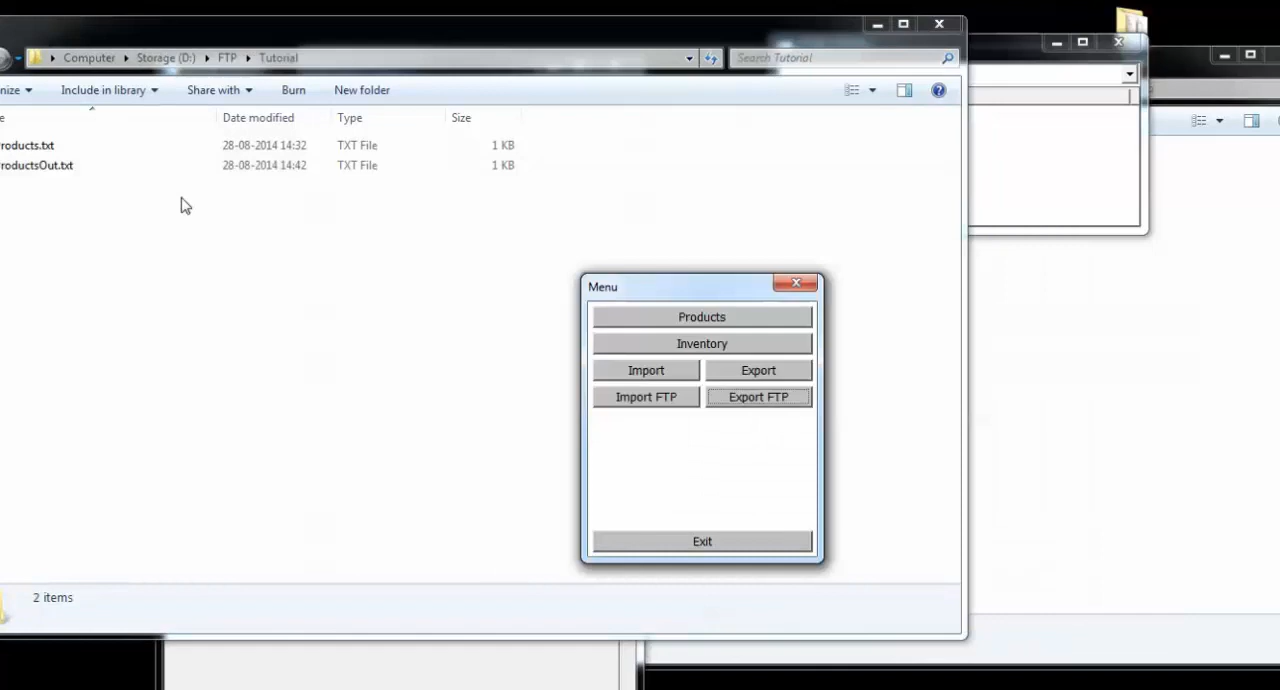 Computer Storage (D:) FTP Tutorial
Search Tutorial
nize Include in library Share with Burn New folder
e Date modified Type Size
roducts.txt 28-08-2014 14:32 TXT File 1 KB
roductsOut.txt 28-08-2014 14:42 TXT File 1 KB
Menu
Products
Inventory
Import Export
Import FTP Export FTP
Exit
2 items